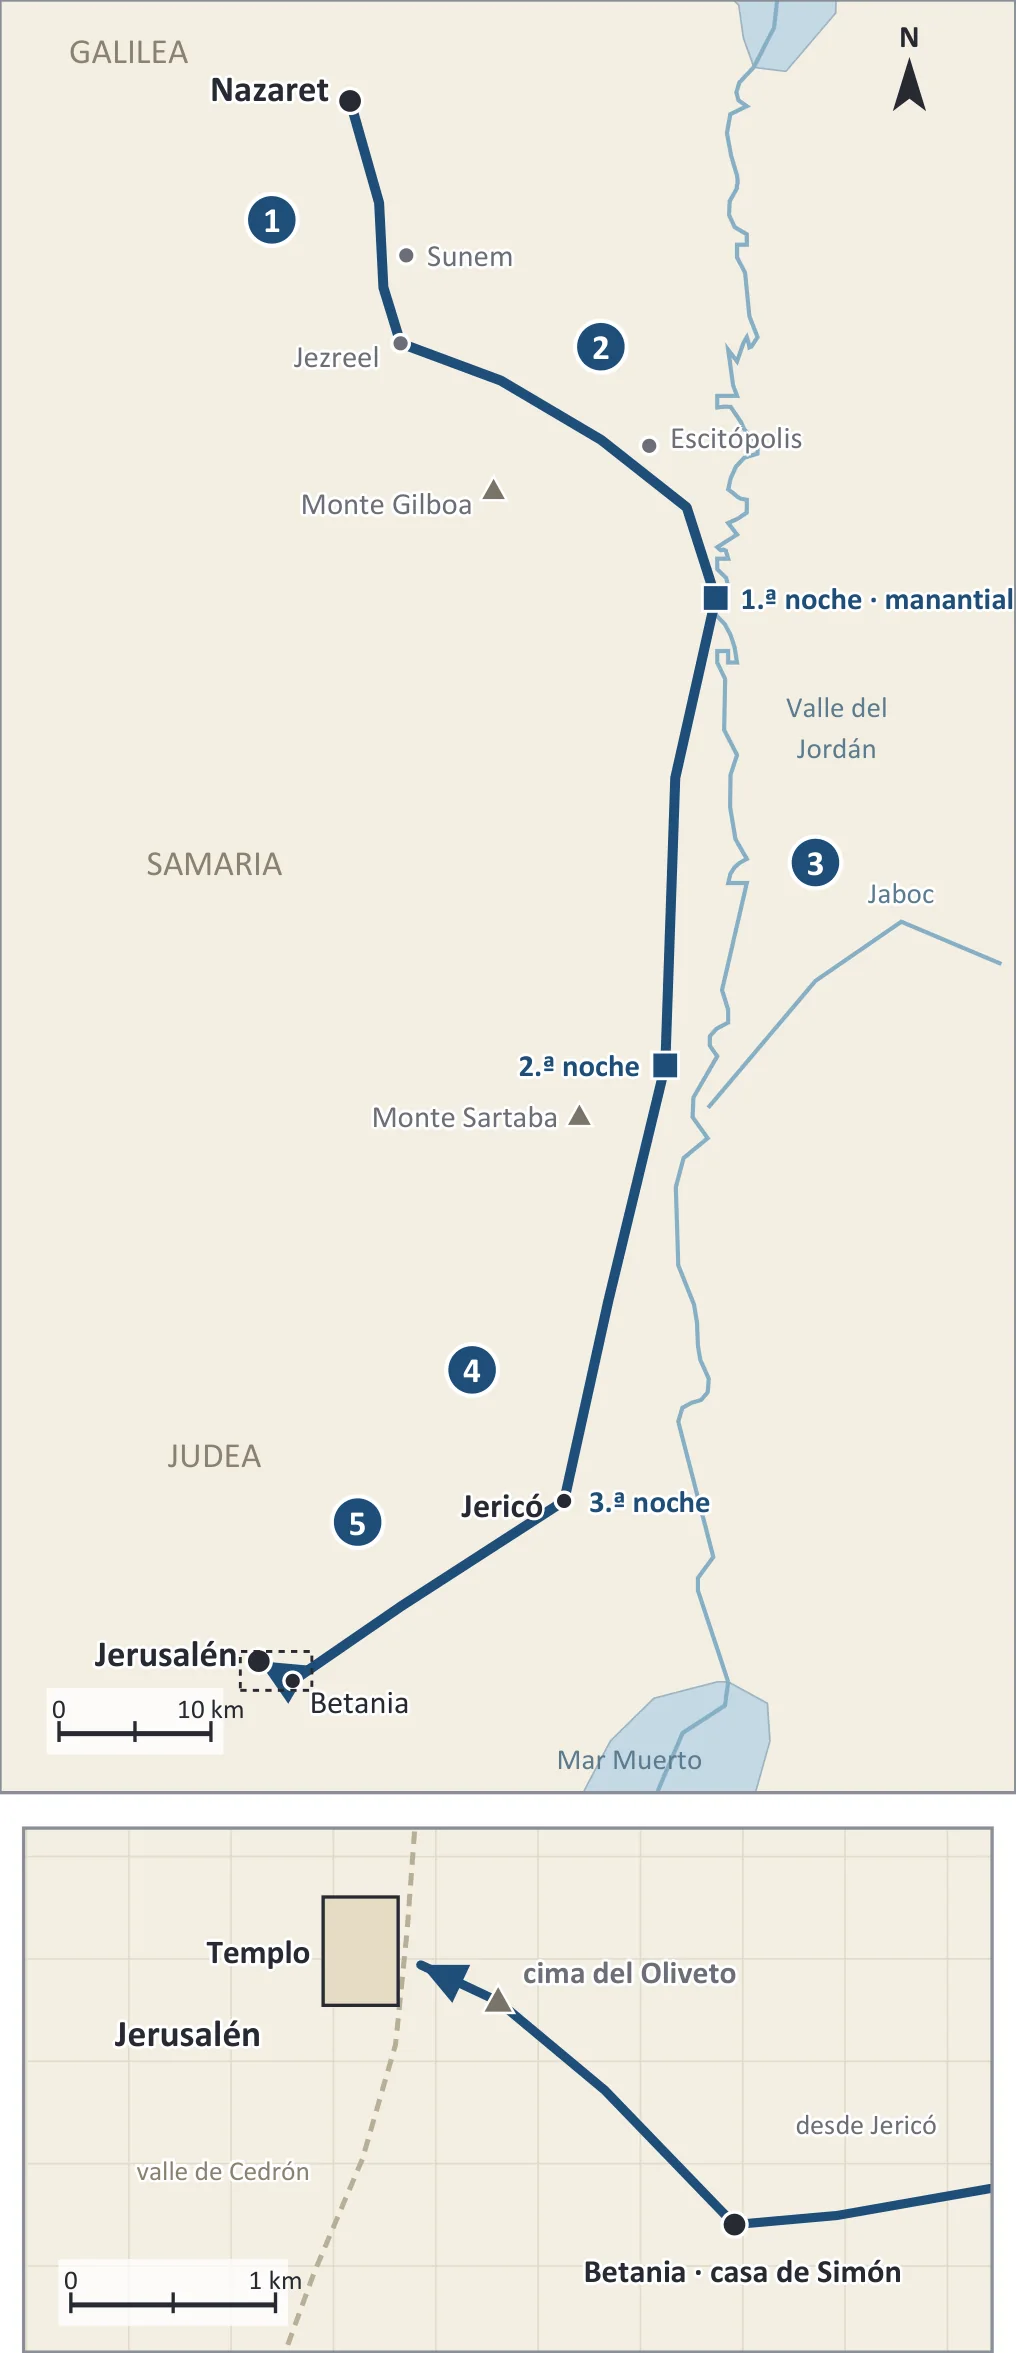 GALILEA
N
Nazaret
1
Sunem
2
Jezreel
Escitópolis
Monte Gilboa
1.ª noche · manantial
Valle del
Jordán
SAMARIA
3
Jaboc
2.ª noche
Monte Sartaba
4
JUDEA
Jericó
3.ª noche
5
Jerusalén
Betania
0
10 km
Mar Muerto
Templo
cima del Oliveto
Jerusalén
desde Jericó
valle de Cedrón
Betania · casa de Simón
0
1 km